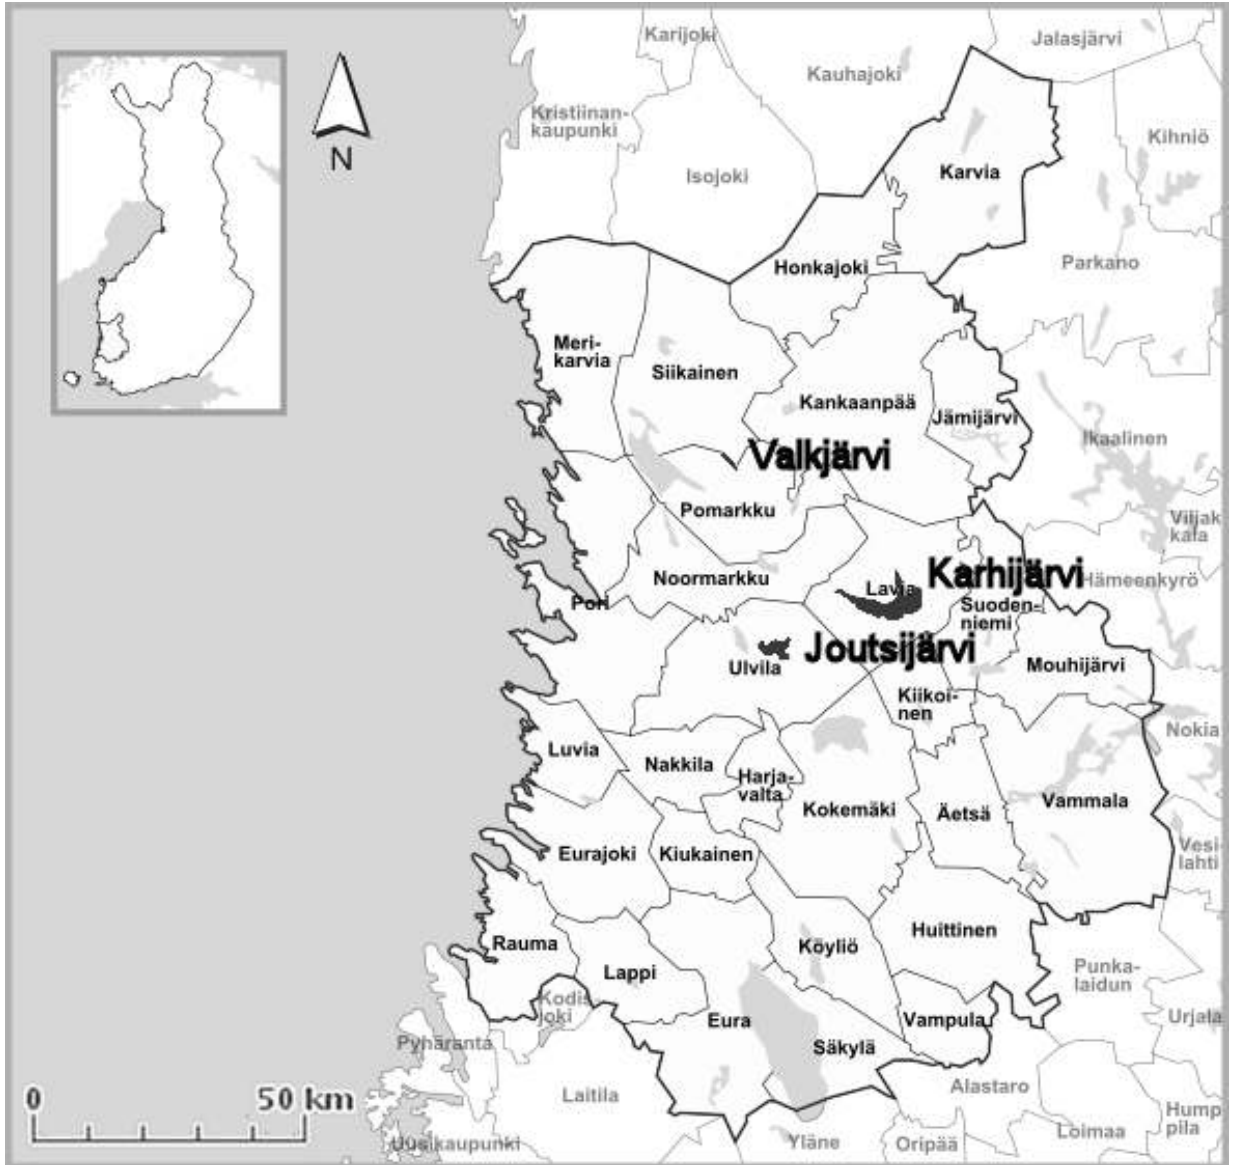 Karijoki
Jalasjärvi
Kauhajoki
Kristiinan-
kaupunki
Kihniö
N
Isojoki
Karvia
Honkajoki
Parkano
Meri-
karvia
Siikainen
Kankaanpää
Jämijärvi
Ikaalinen
Valkjärvi
Pomarkku
Viljak
kala
Noormarkku
Karhijärvi
Hämeenkyrö
Lavia
Pori
Suoden-
niemi
Joutsijärvi
Ulvila
Mouhijärvi
Kiikoi-
nen
Nokia
Luvia
Nakkila
Harja-
valta
Kokemäki
Äetsä
Vammala
Eurajoki
Kiukainen
Vesi-
lahti
Rauma
Lappi
Köyliö
Huittinen
Punka-
laidun
Kodis-
joki
Eura
Säkylä
Vampula
Urjala
Pyhäranta
Laitila
Alastaro
0 50 km
Hump
pila
Uusikaupunki
Yläne
Oripää
Loimaa